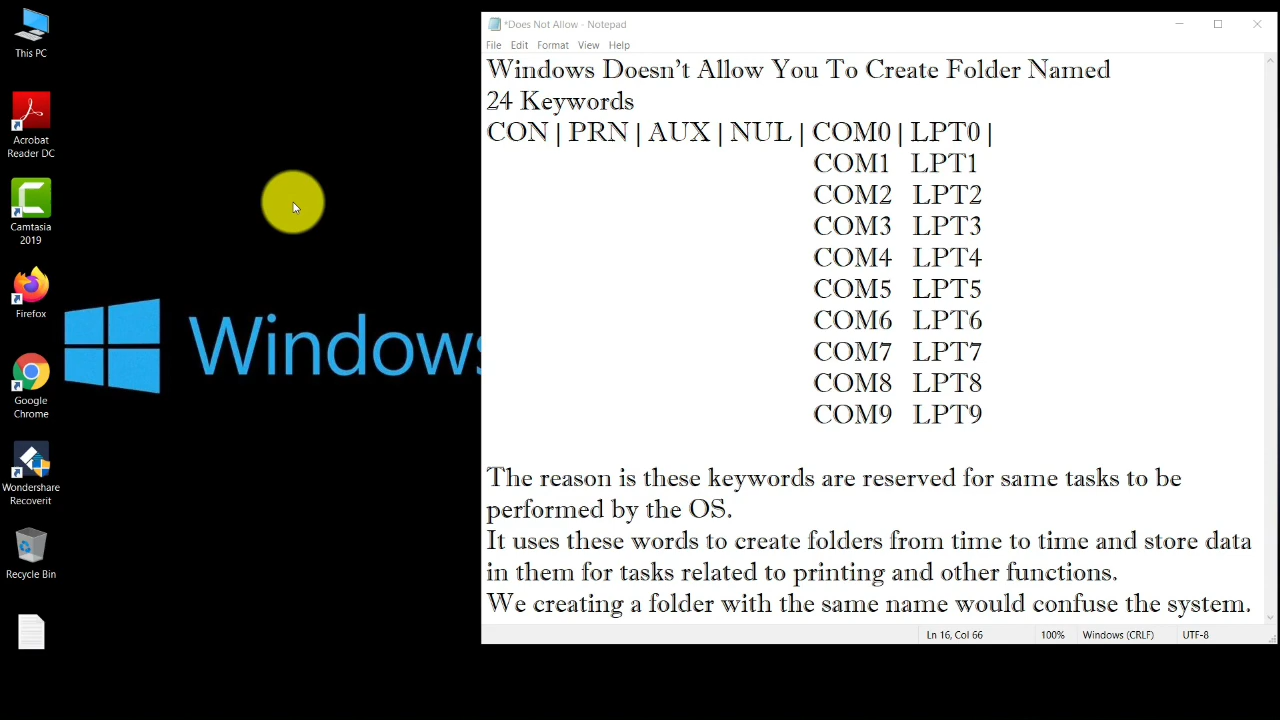 This PC
Acrobat
Reader DC
Camtasia
2019
Firefox
Google
Chrome
Wondershare
Recoverit
Recycle Bin
Windows
*Does Not Allow - Notepad
File Edit Format View Help
Windows Doesn't Allow You To Create Folder Named
24 Keywords
CON | PRN | AUX | NUL | COM0 | LPT0 |
COM1 LPT1
COM2 LPT2
COM3 LPT3
COM4 LPT4
COM5 LPT5
COM6 LPT6
COM7 LPT7
COM8 LPT8
COM9 LPT9
The reason is these keywords are reserved for same tasks to be
performed by the OS.
It uses these words to create folders from time to time and store data
in them for tasks related to printing and other functions.
We creating a folder with the same name would confuse the system.
Ln 16, Col 66 100% Windows (CRLF) UTF-8